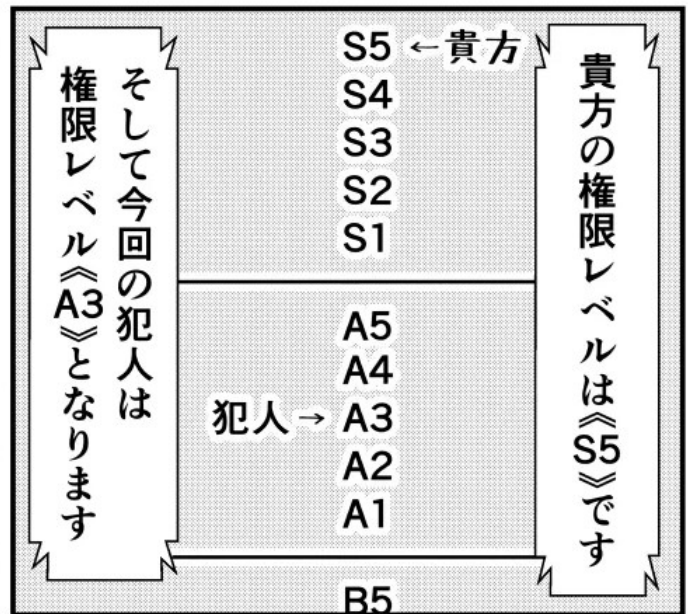 貴方の権限レベルは《S5》です
S5 ←貴方
S4
S3
S2
S1
A5
A4
犯人→ A3
A2
A1
B5
そして今回の犯人は
権限レベル《A3》となります